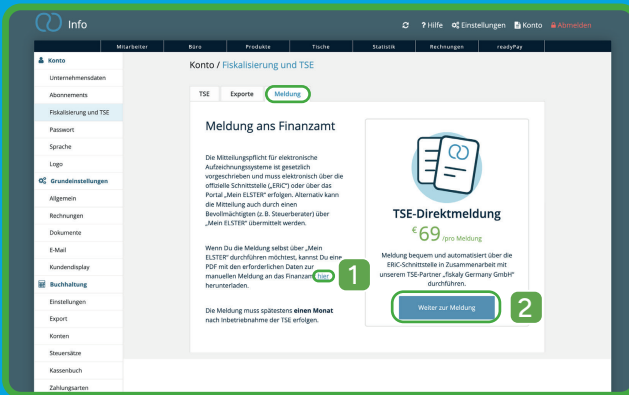 Info
? Hilfe Einstellungen Konto Abmelden
Mitarbeiter Büro Produkte Tische Statistik Rechnungen readyPay
Konto
Unternehmensdaten
Abonnements
Fiskalisierung und TSE
Passwort
Sprache
Logo
Grundeinstellungen
Allgemein
Rechnungen
Dokumente
E-Mail
Kundendisplay
Buchhaltung
Einstellungen
Export
Konten
Steuersätze
Kassenbuch
Zahlungsarten
Konto / Fiskalisierung und TSE
TSE Exporte Meldung
Meldung ans Finanzamt
Die Mitteilungspflicht für elektronische
Aufzeichnungssysteme ist gesetzlich
vorgeschrieben und muss elektronisch über die
offizielle Schnittstelle („ERiC“) oder über das
Portal „Mein ELSTER“ erfolgen. Alternativ kann
die Mitteilung auch durch einen
Bevollmächtigten (z. B. Steuerberater) über
„Mein ELSTER“ übermittelt werden.
Wenn Du die Meldung selbst über „Mein
ELSTER“ durchführen möchtest, kannst Du eine
PDF mit den erforderlichen Daten zur
manuellen Meldung an das Finanzamt hier
herunterladen.
1
Die Meldung muss spätestens einen Monat
nach Inbetriebnahme der TSE erfolgen.
TSE-Direktmeldung
€69 /pro Meldung
Meldung bequem und automatisiert über die
ERiC-Schnittstelle in Zusammenarbeit mit
unserem TSE-Partner „fiskaly Germany GmbH“
durchführen.
Weiter zur Meldung
2